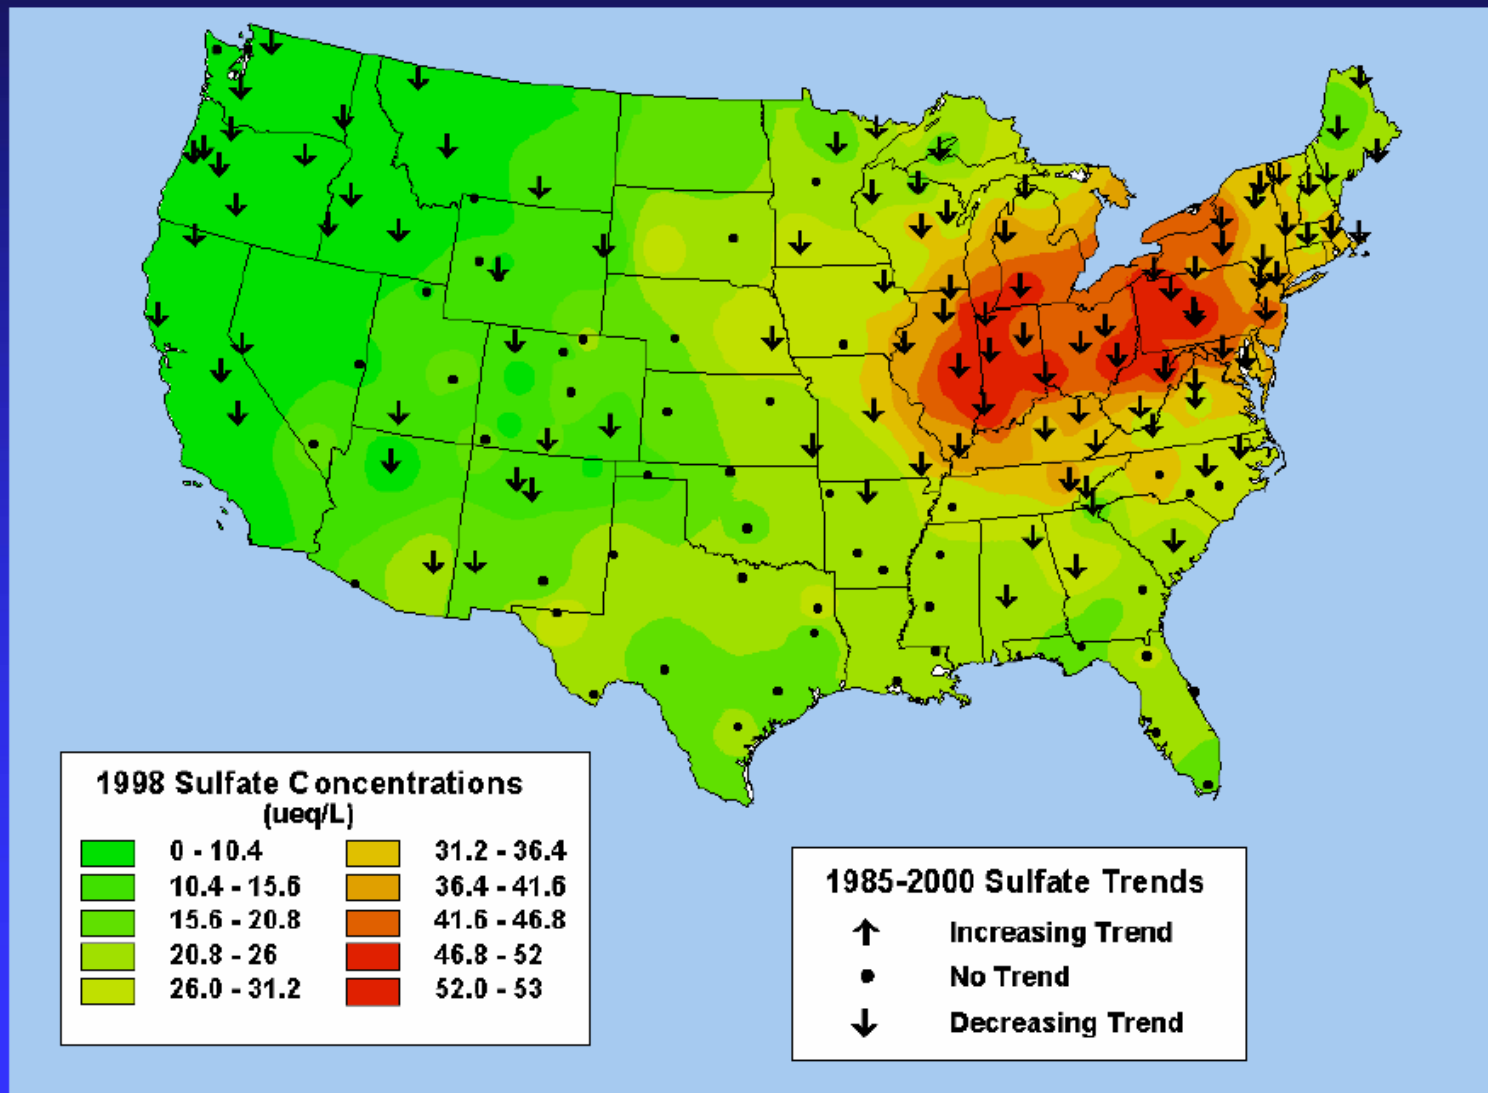 1998 Sulfate Concentrations
(ueq/L)
0 - 10.4
10.4 - 15.6
15.6 - 20.8
20.8 - 26
26.0 - 31.2
31.2 - 36.4
36.4 - 41.6
41.6 - 46.8
46.8 - 52
52.0 - 53
1985-2000 Sulfate Trends
Increasing Trend
No Trend
Decreasing Trend